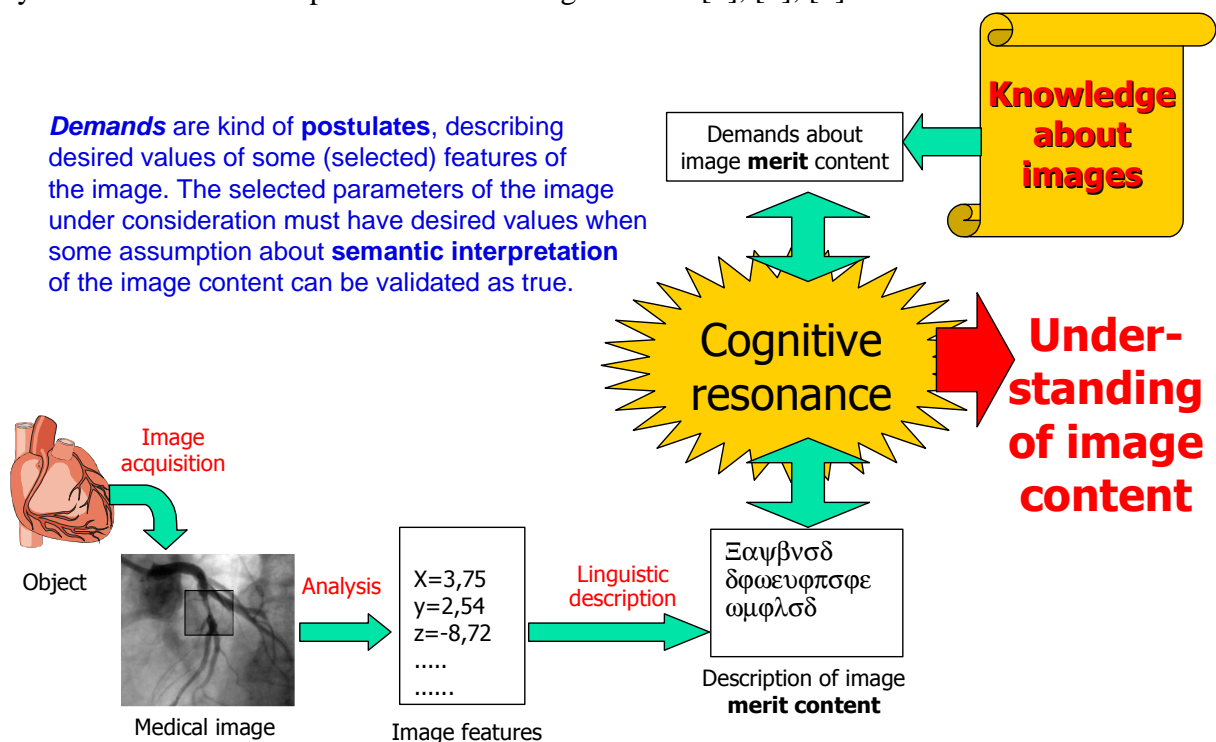 Knowledge
about
images
Demands about
image merit content
Demands are kind of postulates, describing
desired values of some (selected) features of
the image. The selected parameters of the image
under consideration must have desired values when
some assumption about semantic interpretation
of the image content can be validated as true.
Cognitive
resonance
Under-
standing
of image
content
Image
acquisition
Object
Medical image
Analysis
X=3,75
y=2,54
z=-8,72
.....
......
Image features
Linguistic
description
Ξαψβνσδ
δφωευφπσφε
ωμφλσδ
Description of image
merit content